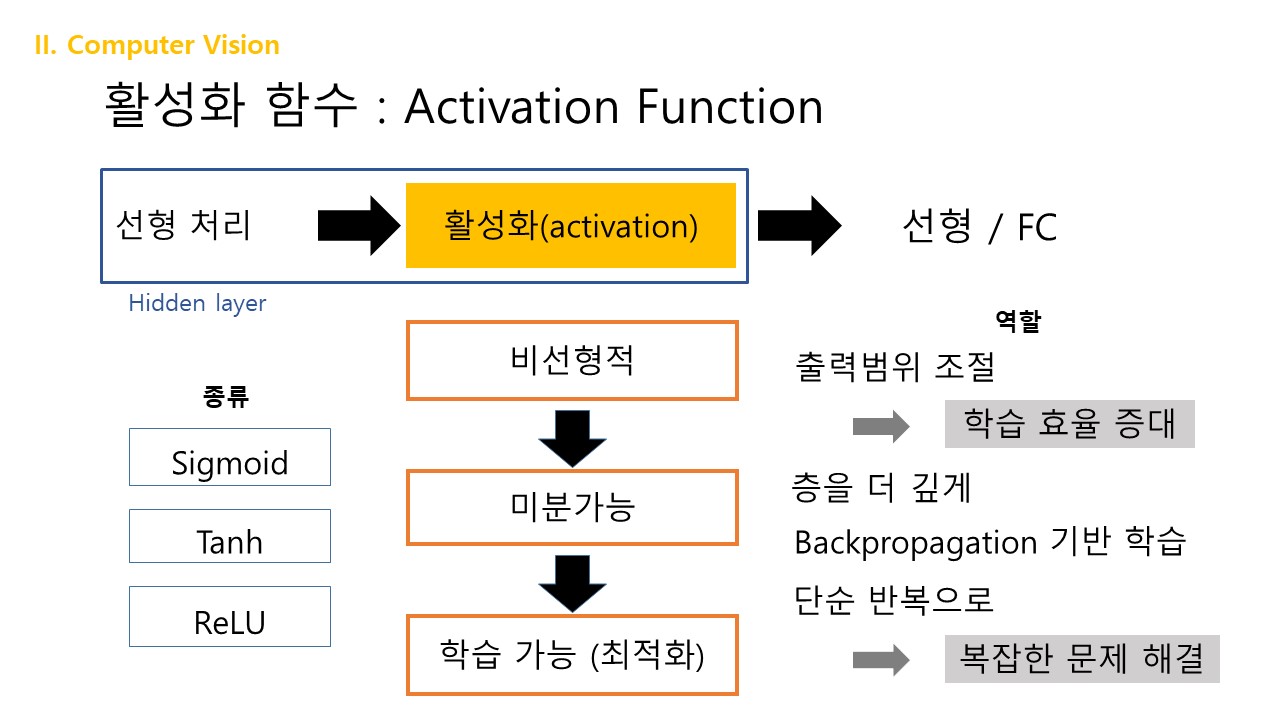 II. Computer Vision
활성화 함수 : Activation Function
선형 처리
활성화(activation)
선형 / FC
Hidden layer
종류
Sigmoid
Tanh
ReLU
비선형적
미분가능
학습 가능 (최적화)
역할
출력범위 조절
학습 효율 증대
층을 더 깊게
Backpropagation 기반 학습
단순 반복으로
복잡한 문제 해결